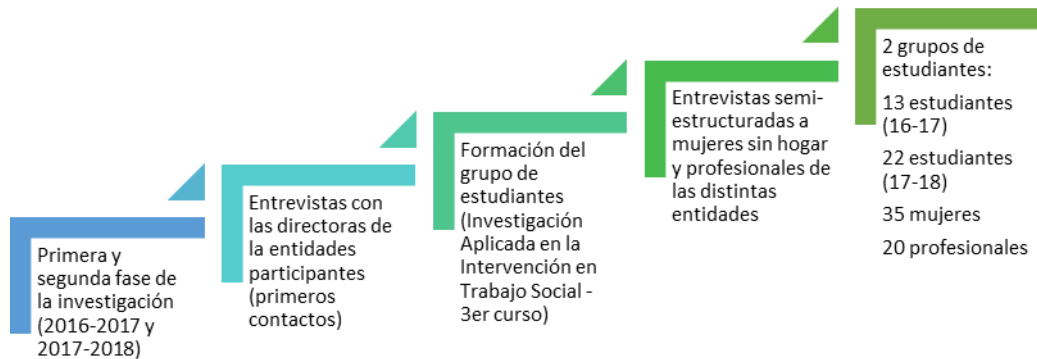 Primera y
segunda fase de
la investigación
(2016-2017 y
2017-2018)
Entrevistas con
las directoras de
la entidades
participantes
(primeros
contactos)
Formación del
grupo de
estudiantes
(Investigación
Aplicada en la
Intervención en
Trabajo Social -
3er curso)
Entrevistas semi-
estructuradas a
mujeres sin hogar
y profesionales de
las distintas
entidades
2 grupos de
estudiantes:
13 estudiantes
(16-17)
22 estudiantes
(17-18)
35 mujeres
20 profesionales